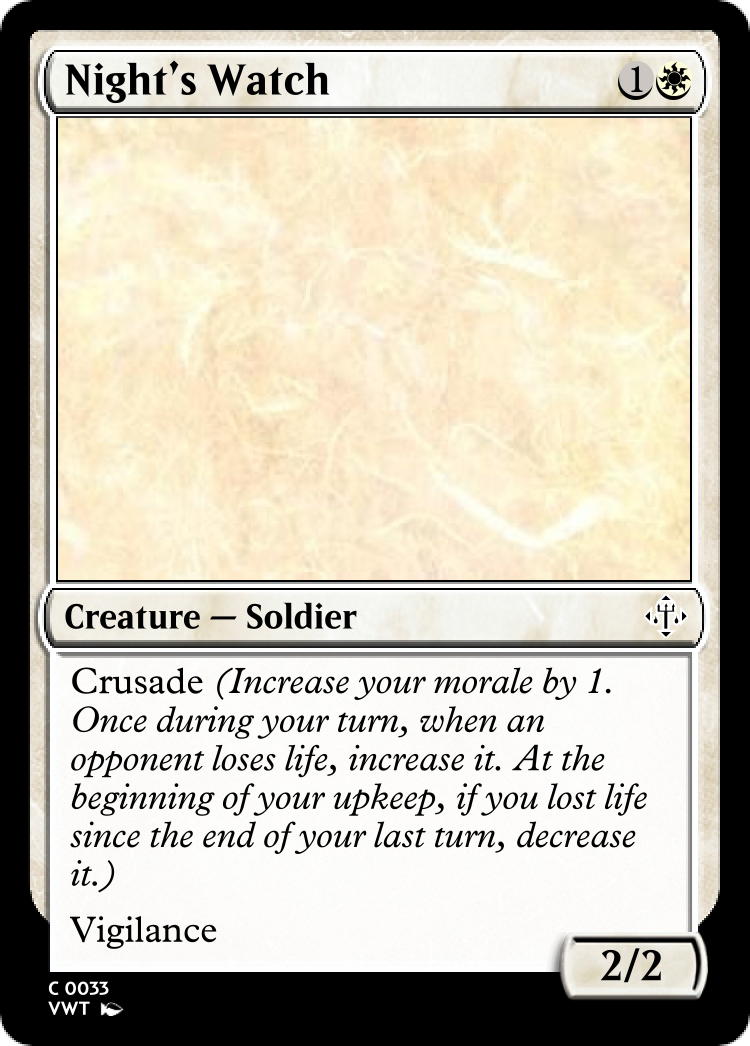 Night's Watch 1
Creature — Soldier
Crusade (Increase your morale by 1.
Once during your turn, when an
opponent loses life, increase it. At the
beginning of your upkeep, if you lost life
since the end of your last turn, decrease
it.)
Vigilance
2/2
C 0033
VWT